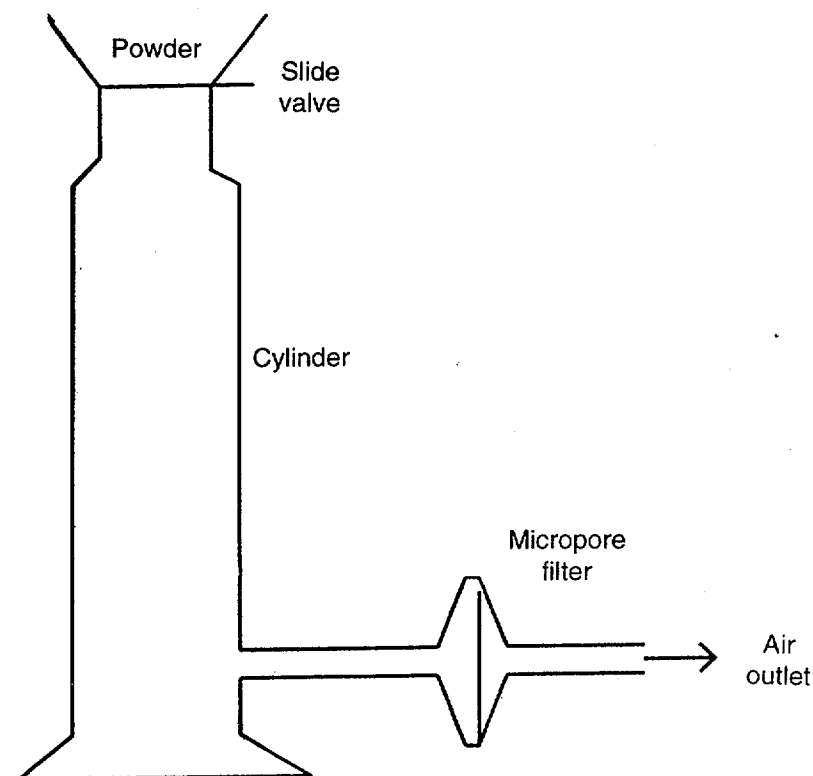 Powder
Slide
valve
Cylinder
Micropore
filter
Air
outlet